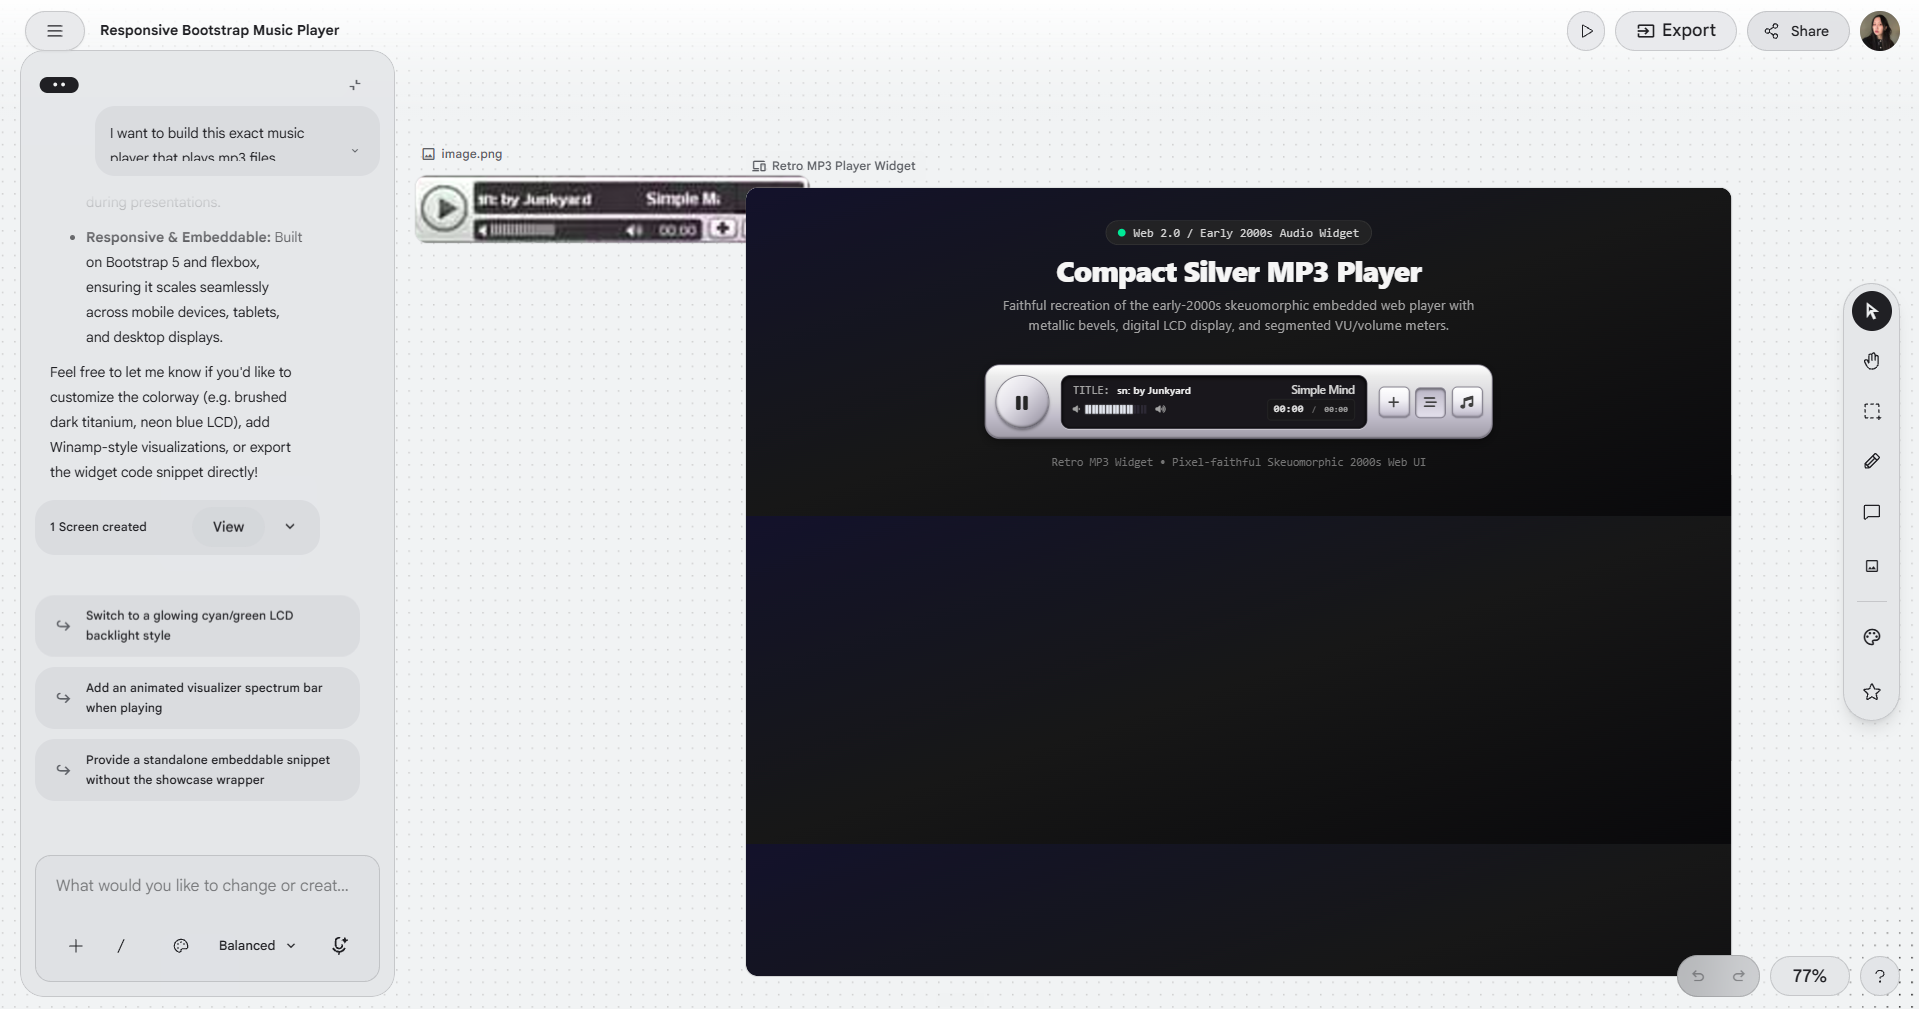 Responsive Bootstrap Music Player
Export
Share
I want to build this exact music
player that plays mp3 files
during presentations.
• Responsive & Embeddable: Built
on Bootstrap 5 and flexbox,
ensuring it scales seamlessly
across mobile devices, tablets,
and desktop displays.
Feel free to let me know if you'd like to
customize the colorway (e.g. brushed
dark titanium, neon blue LCD), add
Winamp-style visualizations, or export
the widget code snippet directly!
1 Screen created
View
Switch to a glowing cyan/green LCD
backlight style
Add an animated visualizer spectrum bar
when playing
Provide a standalone embeddable snippet
without the showcase wrapper
What would you like to change or creat...
/
Balanced
image.png
sn: by Junkyard Simple Mi
00:00
Retro MP3 Player Widget
Web 2.0 / Early 2000s Audio Widget
Compact Silver MP3 Player
Faithful recreation of the early-2000s skeuomorphic embedded web player with
metallic bevels, digital LCD display, and segmented VU/volume meters.
TITLE: sn: by Junkyard Simple Mind
00:00 / 00:00
Retro MP3 Widget • Pixel-faithful Skeuomorphic 2000s Web UI
77%
?